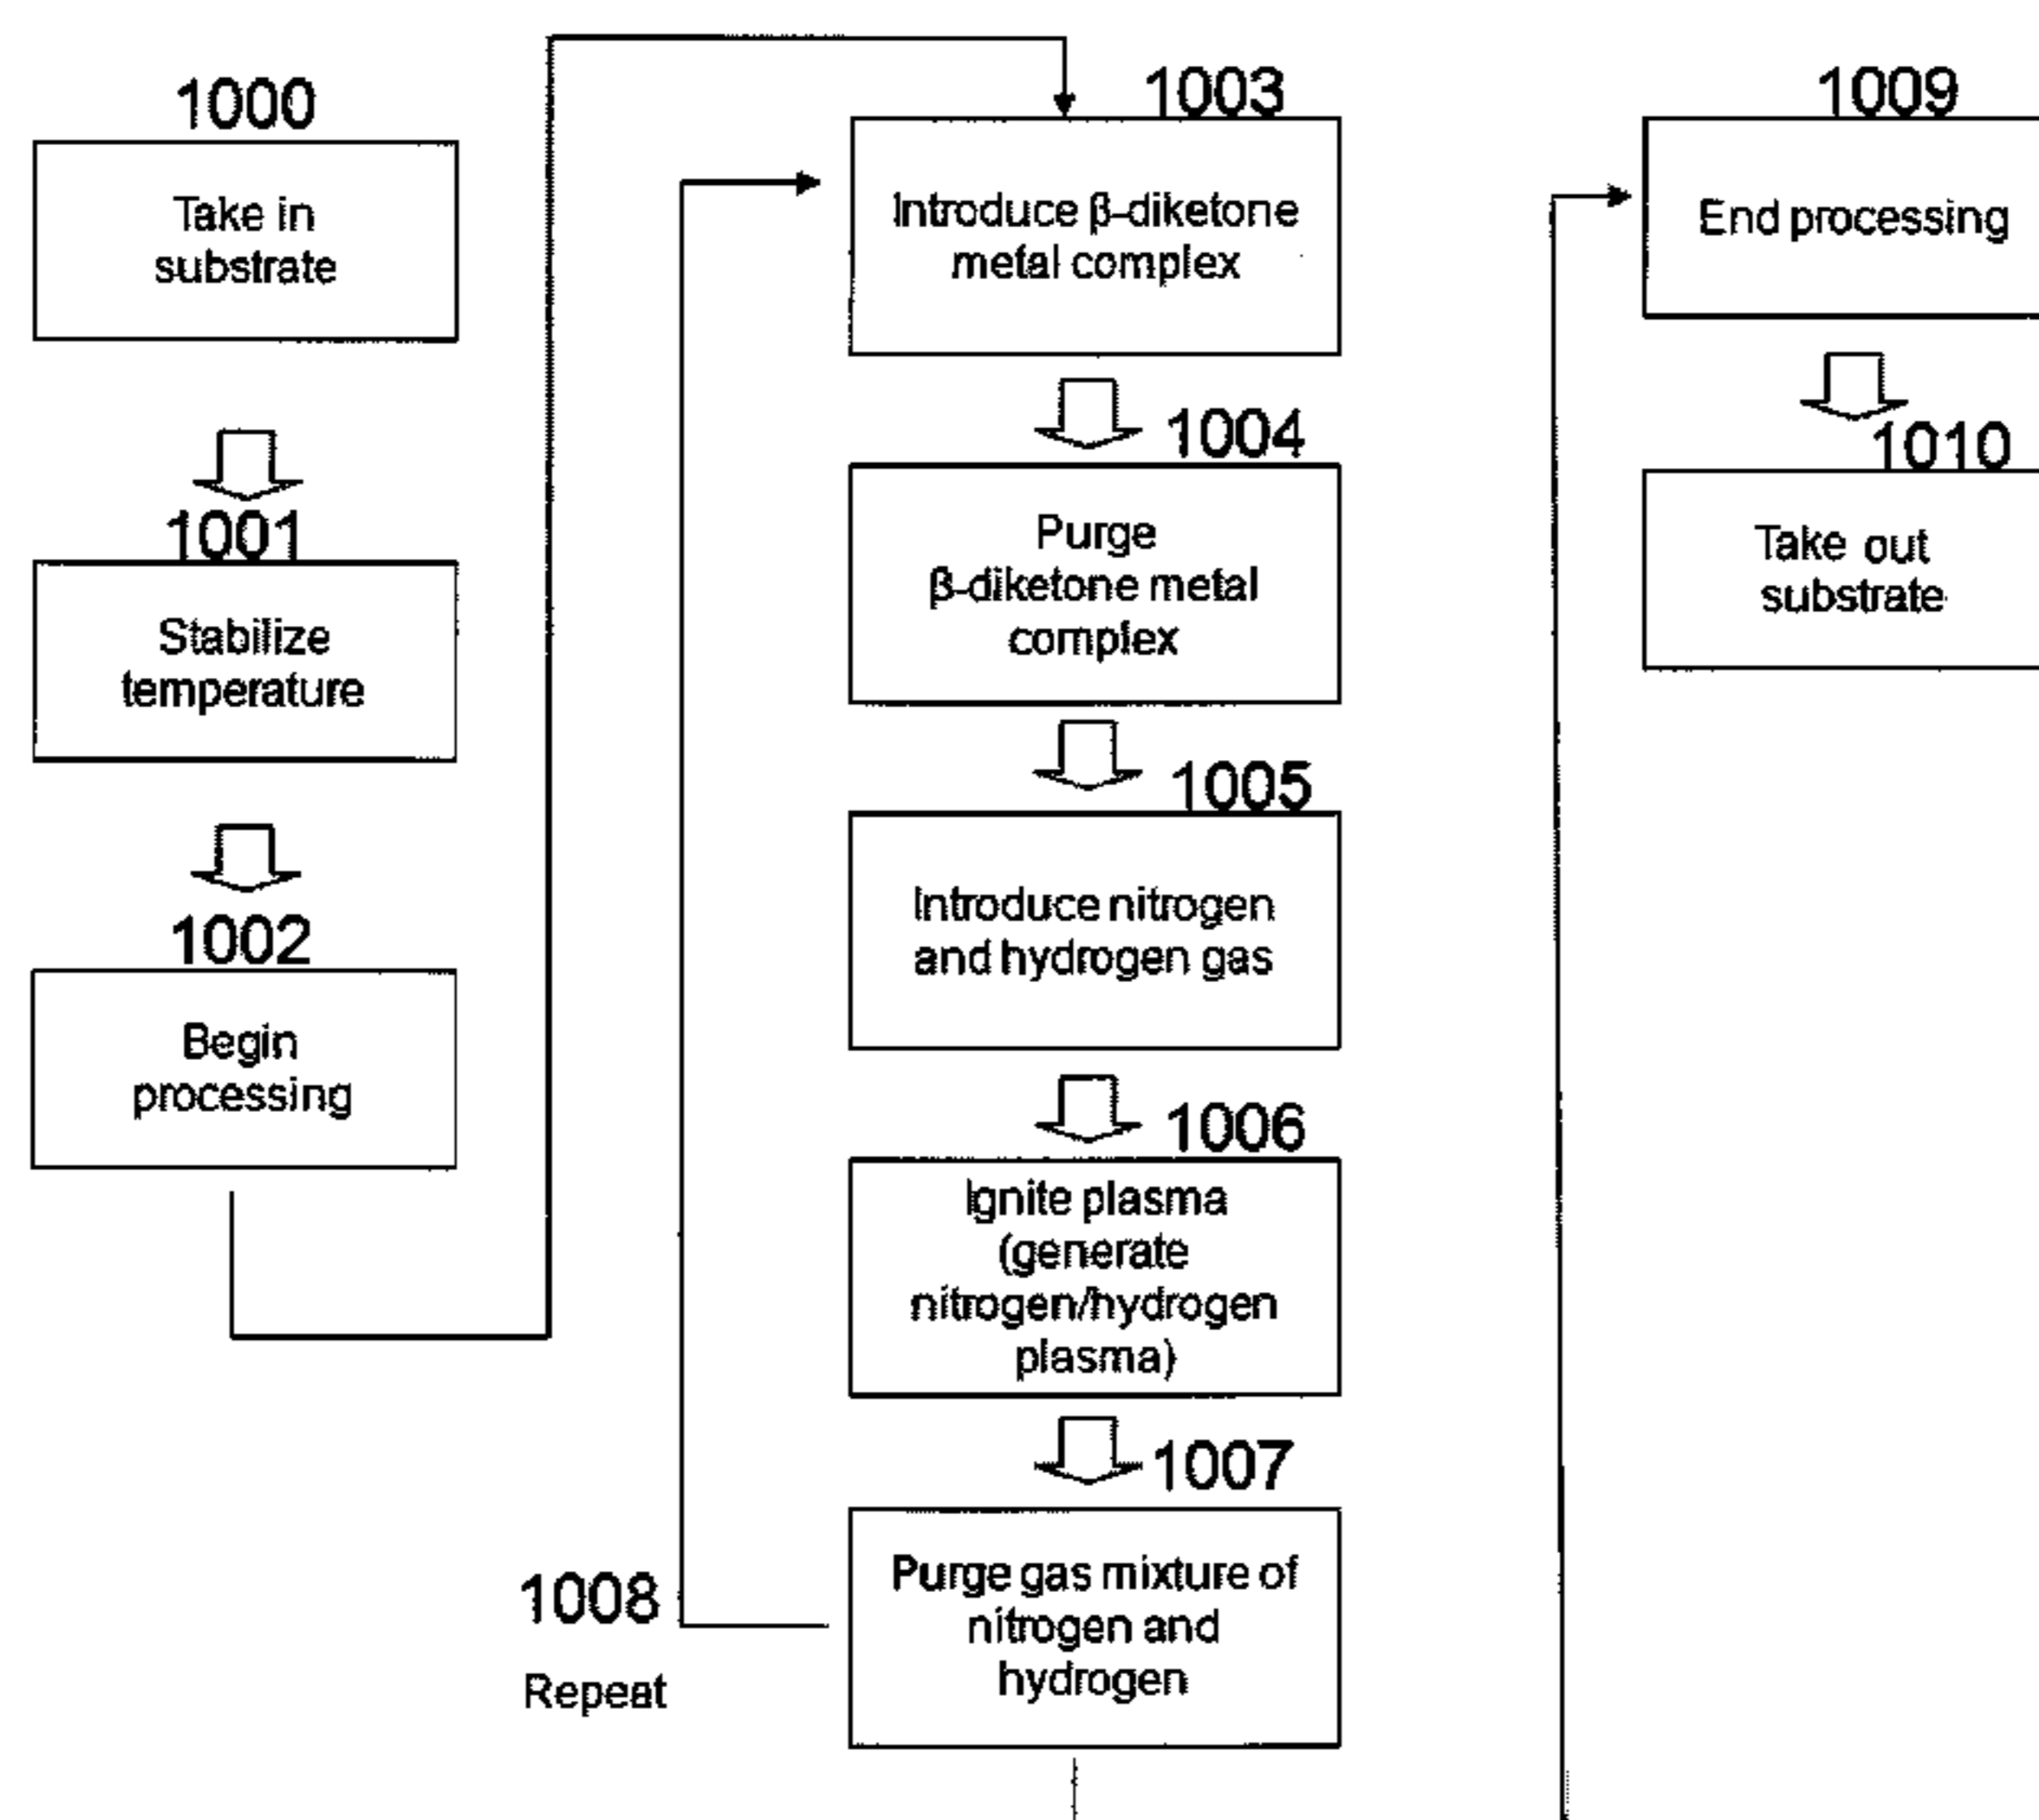 1000
Take in
substrate
1001
Stabilize
temperature
1002
Begin
processing
1003
Introduce β-diketone
metal complex
1004
Purge
β-diketone metal
complex
1005
Introduce nitrogen
and hydrogen gas
1006
Ignite plasma
(generate
nitrogen/hydrogen
plasma)
1007
Purge gas mixture of
nitrogen and
hydrogen
1008
Repeat
1009
End processing
1010
Take out
substrate